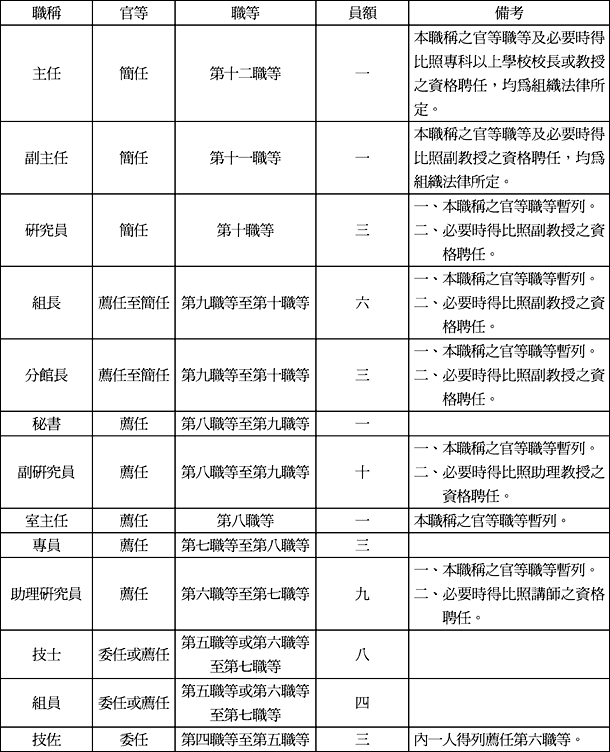 職稱 官等 職等 員額 備考
主任 簡任 第十二職等 一 本職稱之官等職等及必要時得
比照專科以上學校校長或教授
之資格聘任，均爲組織法律所
定。
副主任 簡任 第十一職等 一 本職稱之官等職等及必要時得
比照副教授之資格聘任，均爲
組織法律所定。
研究員 簡任 第十職等 三 一、本職稱之官等職等暫列。
二、必要時得比照副教授之資
格聘任。
組長 薦任至簡任 第九職等至第十職等 六 一、本職稱之官等職等暫列。
二、必要時得比照副教授之資
格聘任。
分館長 薦任至簡任 第九職等至第十職等 三 一、本職稱之官等職等暫列。
二、必要時得比照副教授之資
格聘任。
秘書 薦任 第八職等至第九職等 一
副研究員 薦任 第八職等至第九職等 十 一、本職稱之官等職等暫列。
二、必要時得比照助理教授之
資格聘任。
室主任 薦任 第八職等 一 本職稱之官等職等暫列。
專員 薦任 第七職等至第八職等 三
助理研究員 薦任 第六職等至第七職等 九 一、本職稱之官等職等暫列。
二、必要時得比照講師之資格
聘任。
技士 委任或薦任 第五職等或第六職等
至第七職等 八
組員 委任或薦任 第五職等或第六職等
至第七職等 四
技佐 委任 第四職等至第五職等 三 內一人得列薦任第六職等。